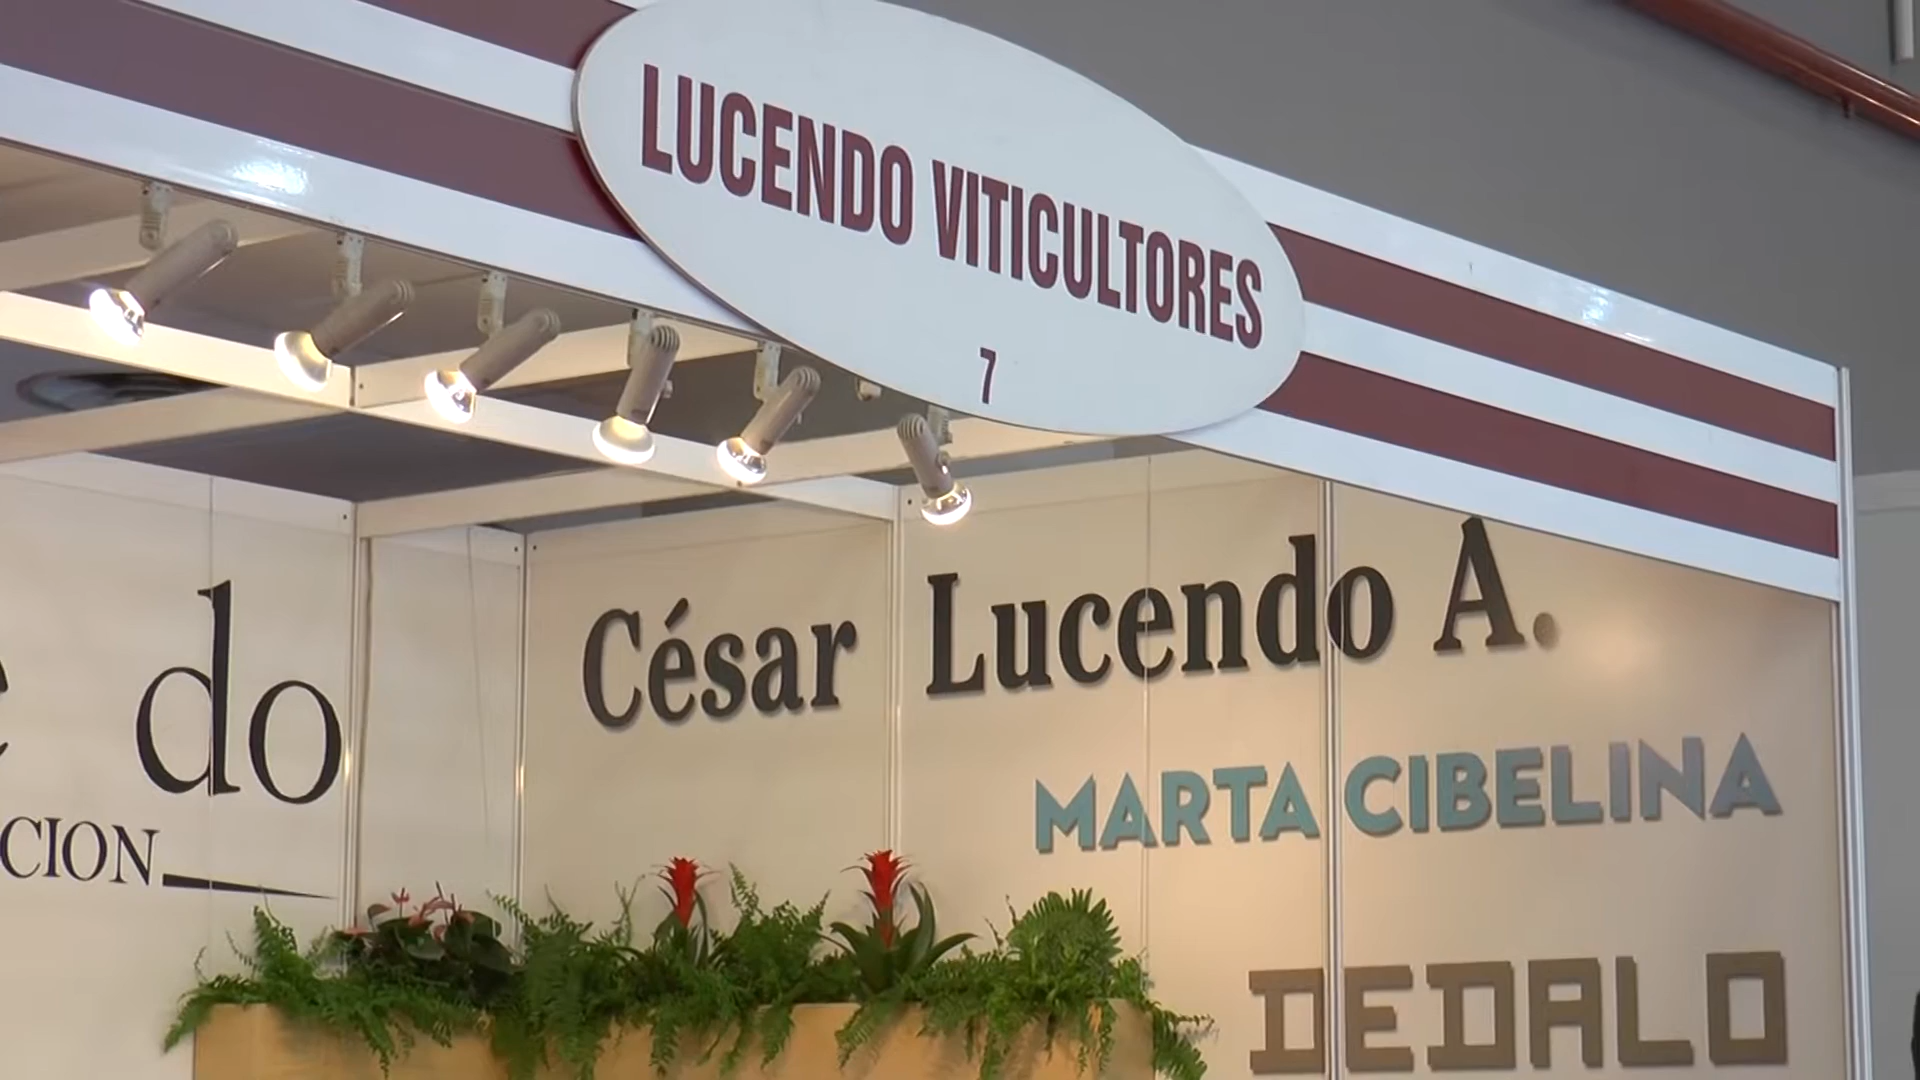 LUCENDO VITICULTORES
7
do
CION
César Lucendo A.
MARTA CIBELINA
DEDALO